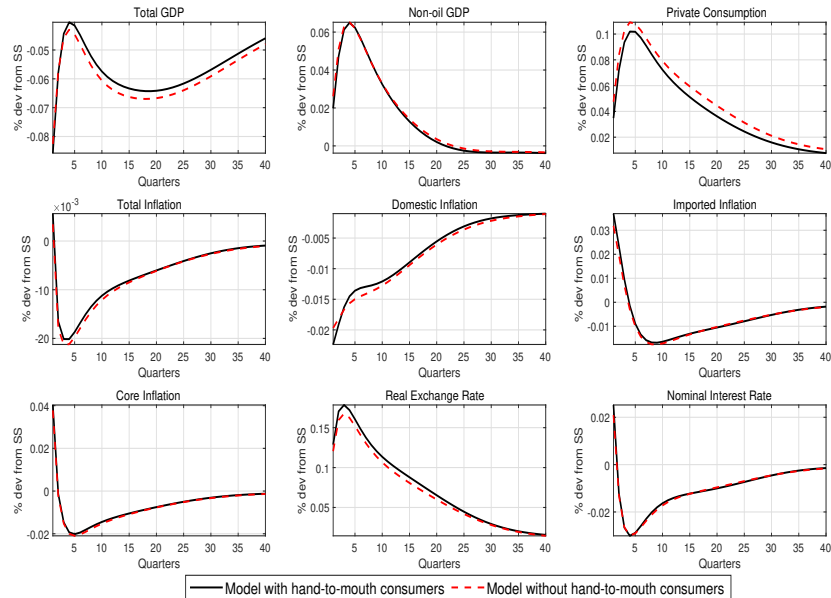 Total GDP
% dev from SS
-0.05
-0.06
-0.07
-0.08
5 10 15 20 25 30 35 40
Quarters
Non-oil GDP
% dev from SS
0.06
0.04
0.02
0
5 10 15 20 25 30 35 40
Quarters
Private Consumption
% dev from SS
0.1
0.08
0.06
0.04
0.02
5 10 15 20 25 30 35 40
Quarters
Total Inflation
×10⁻³
% dev from SS
0
-10
-20
5 10 15 20 25 30 35 40
Quarters
Domestic Inflation
% dev from SS
-0.005
-0.01
-0.015
-0.02
5 10 15 20 25 30 35 40
Quarters
Imported Inflation
% dev from SS
0.03
0.02
0.01
0
-0.01
5 10 15 20 25 30 35 40
Quarters
Core Inflation
% dev from SS
0.04
0.02
0
-0.02
5 10 15 20 25 30 35 40
Quarters
Real Exchange Rate
% dev from SS
0.15
0.1
0.05
5 10 15 20 25 30 35 40
Quarters
Nominal Interest Rate
% dev from SS
0.02
0
-0.02
5 10 15 20 25 30 35 40
Quarters
Model with hand-to-mouth consumers Model without hand-to-mouth consumers